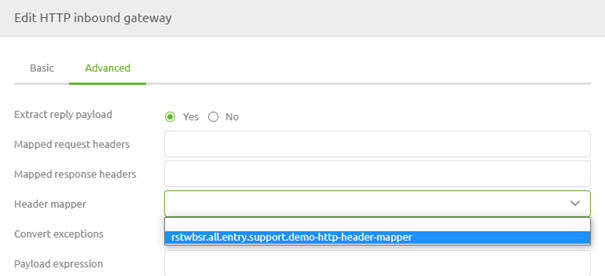 Edit HTTP inbound gateway
Basic Advanced
Extract reply payload Yes No
Mapped request headers
Mapped response headers
Header mapper
Convert exceptions rstwbsr.all.entry.support.demo-http-header-mapper
Payload expression